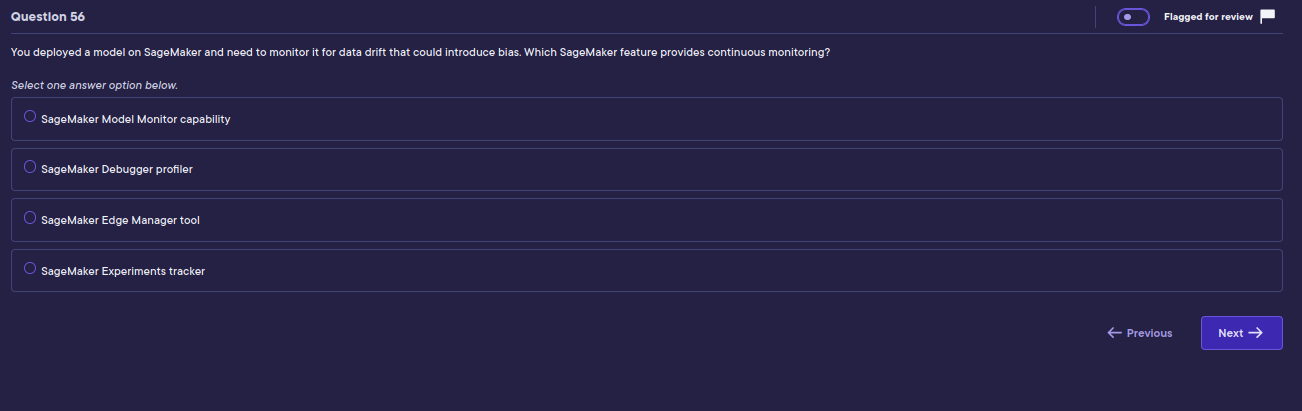 Question 56
Flagged for review
You deployed a model on SageMaker and need to monitor it for data drift that could introduce bias. Which SageMaker feature provides continuous monitoring?
Select one answer option below.
SageMaker Model Monitor capability
SageMaker Debugger profiler
SageMaker Edge Manager tool
SageMaker Experiments tracker
Previous
Next